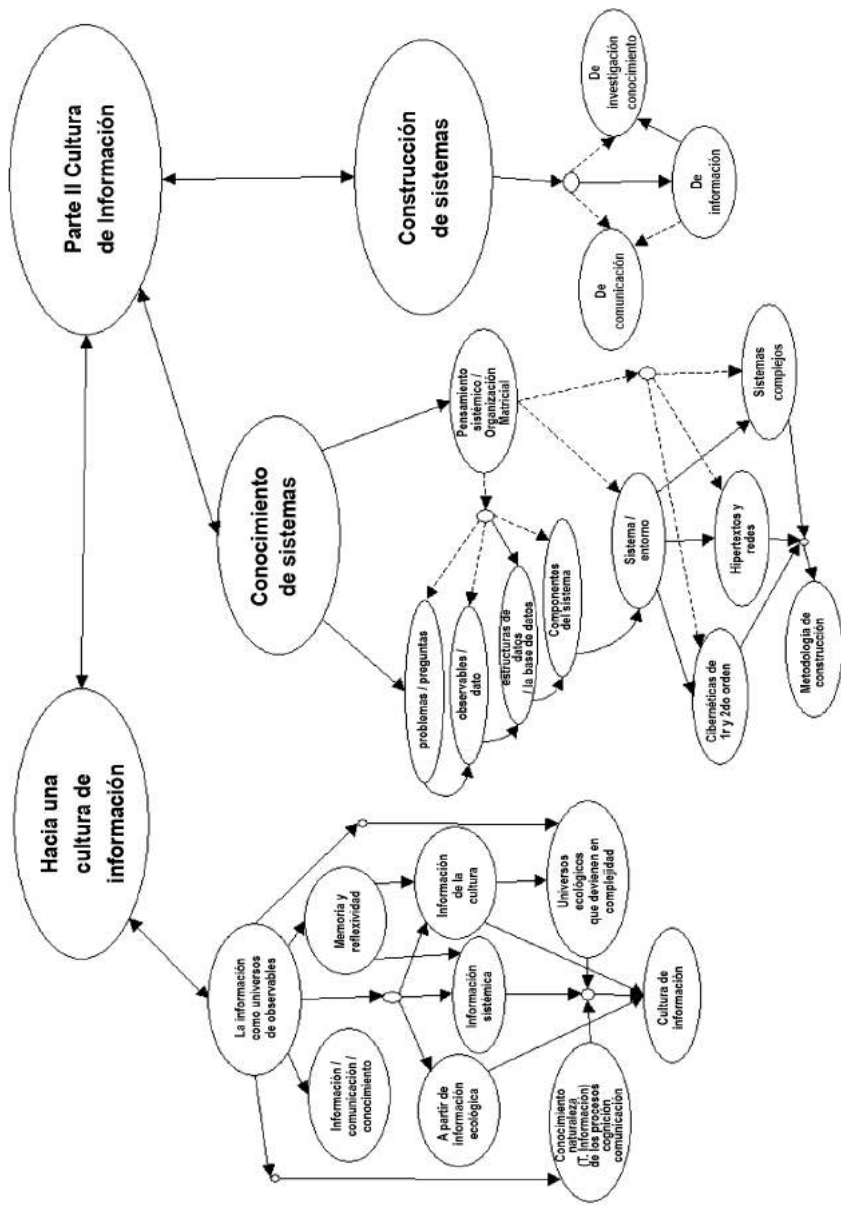 Parte II Cultura
de Información
Hacia una
cultura de
información
Conocimiento
de sistemas
Construcción
de sistemas
La información
como universos
de observables
Información /
comunicación /
conocimiento
Memoria y
reflexividad
A partir de
información
ecológica
Información
sistémica
Información
de la
cultura
Conocimiento
naturaleza
(T. Información)
de los procesos
cognición
comunicación
Universos
ecológicos
que devienen en
complejidad
Cultura de
información
problemas / preguntas
observables /
dato
estructuras de
datos
/ la base de datos
Componentes
del sistema
Pensamiento
sistémico /
Organización
Matricial
Sistema /
entorno
Cibernéticas de
1r y 2do orden
Hipertextos y
redes
Sistemas
complejos
Metodología de
construcción
De
comunicación
De
información
De
investigación
conocimiento